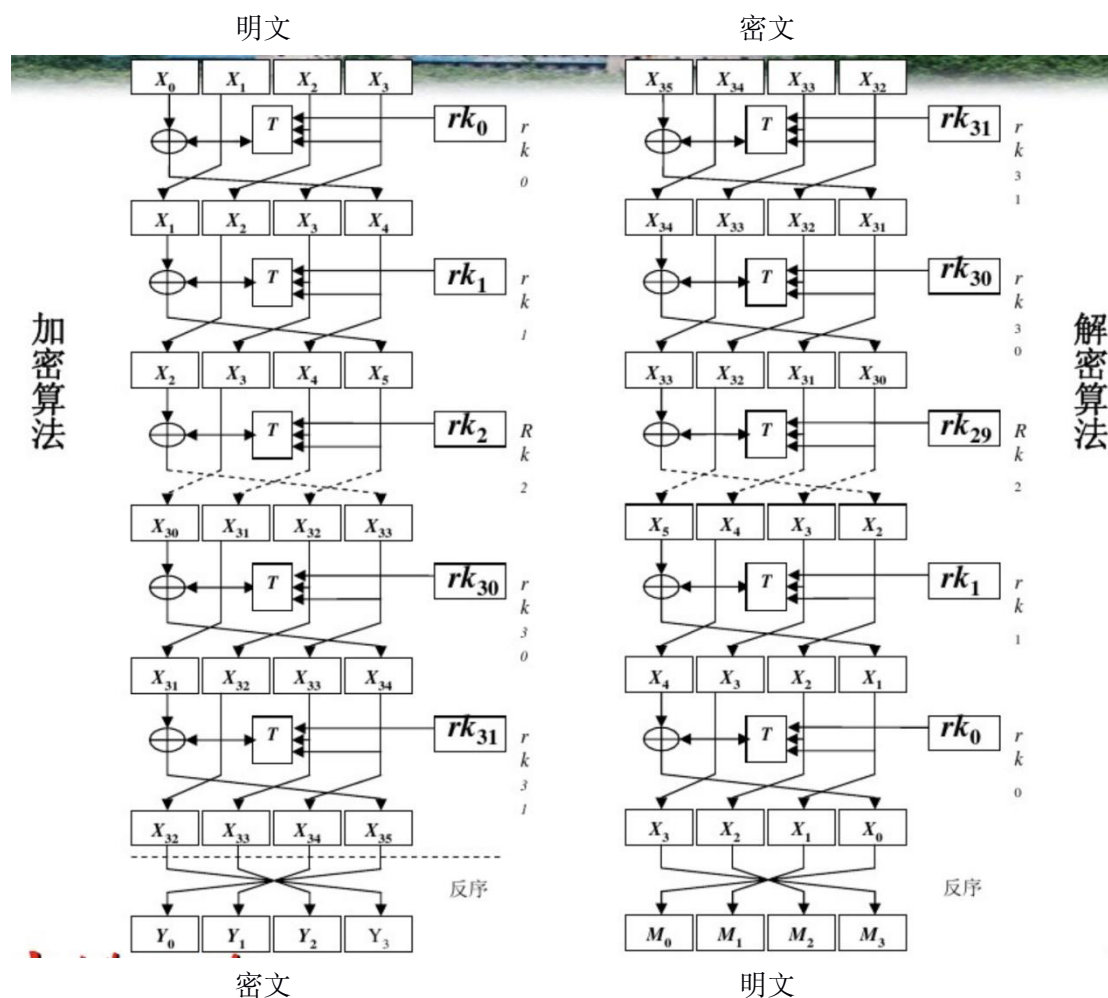 明文 密文
X0 X1 X2 X3 X35 X34 X33 X32
T rk0 r k 0 T rk31 r k 3 1
X1 X2 X3 X4 X34 X33 X32 X31
T rk1 r k 1 T rk30 r k 3 0
X2 X3 X4 X5 X33 X32 X31 X30
T rk2 R k 2 T rk29 R k 2
加密算法 解密算法
X30 X31 X32 X33 X5 X4 X3 X2
T rk30 r k 3 0 T rk1 r k 1
X31 X32 X33 X34 X4 X3 X2 X1
T rk31 r k 3 1 T rk0 r k 0
X32 X33 X34 X35 X3 X2 X1 X0
反序 反序
Y0 Y1 Y2 Y3 M0 M1 M2 M3
密文 明文